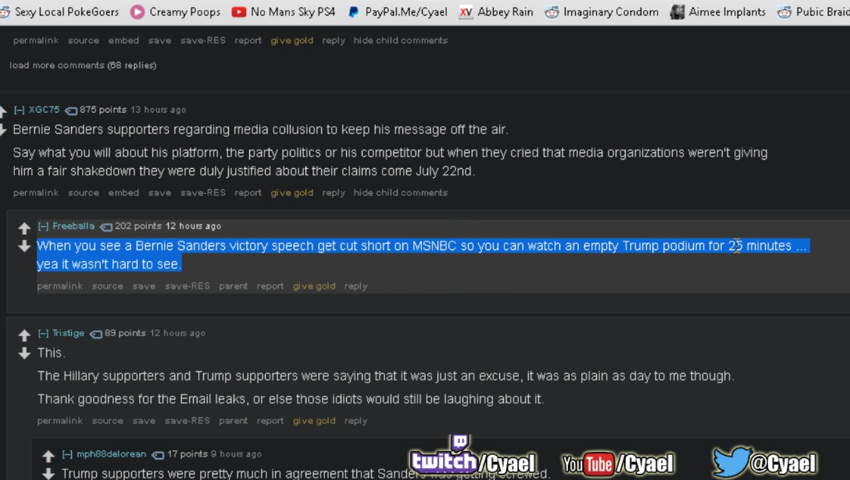 Sexy Local PokeGoers Creamy Poops No Mans Sky PS4 PayPal.Me/Cyael XV Abbey Rain Imaginary Condom Aimee Implants Pubic Braid
permalink source embed save save-RES report give gold reply hide child comments
load more comments (68 replies)
[–] XGC75 875 points 13 hours ago
Bernie Sanders supporters regarding media collusion to keep his message off the air.
Say what you will about his platform, the party politics or his competitor but when they cried that media organizations weren't giving
him a fair shakedown they were duly justified about their claims come July 22nd.
permalink source embed save save-RES report give gold reply hide child comments
[–] Freeballa 202 points 12 hours ago
When you see a Bernie Sanders victory speech get cut short on MSNBC so you can watch an empty Trump podium for 25 minutes ...
yea it wasn't hard to see.
permalink source embed save save-RES parent report give gold reply
[–] Tristige 89 points 12 hours ago
This.
The Hillary supporters and Trump supporters were saying that it was just an excuse, it was as plain as day to me though.
Thank goodness for the Email leaks, or else those idiots would still be laughing about it.
permalink source embed save save-RES parent report give gold reply
[–] mph88delorean 17 points 9 hours ago
Trump supporters were pretty much in agreement that Sanders was getting screwed.
twitch/Cyael YouTube/Cyael @Cyael